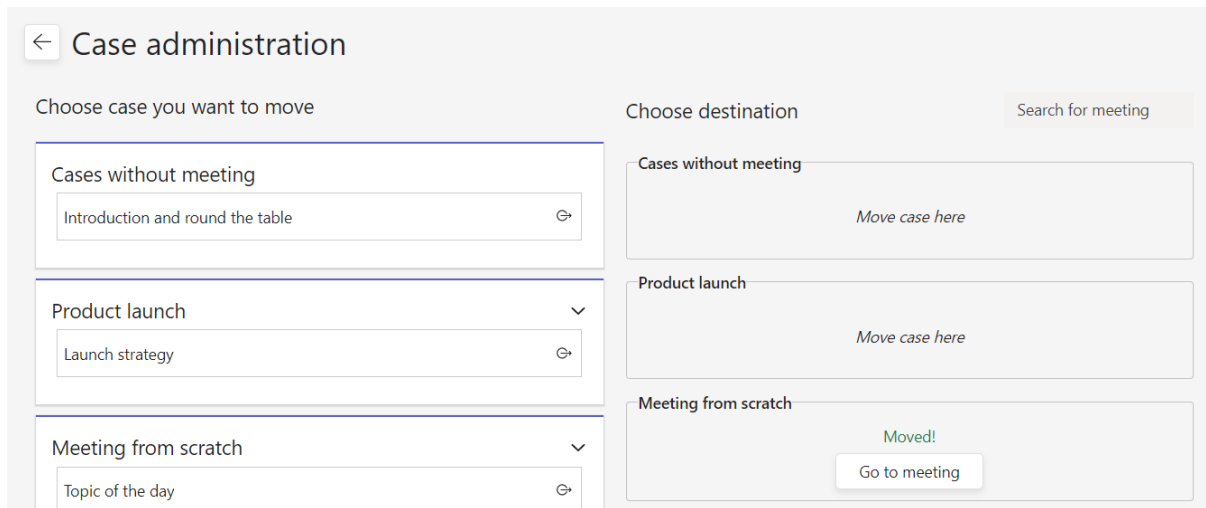 Case administration
Choose case you want to move
Cases without meeting
Introduction and round the table
Product launch
Launch strategy
Meeting from scratch
Topic of the day
Choose destination
Search for meeting
Cases without meeting
Move case here
Product launch
Move case here
Meeting from scratch
Moved!
Go to meeting